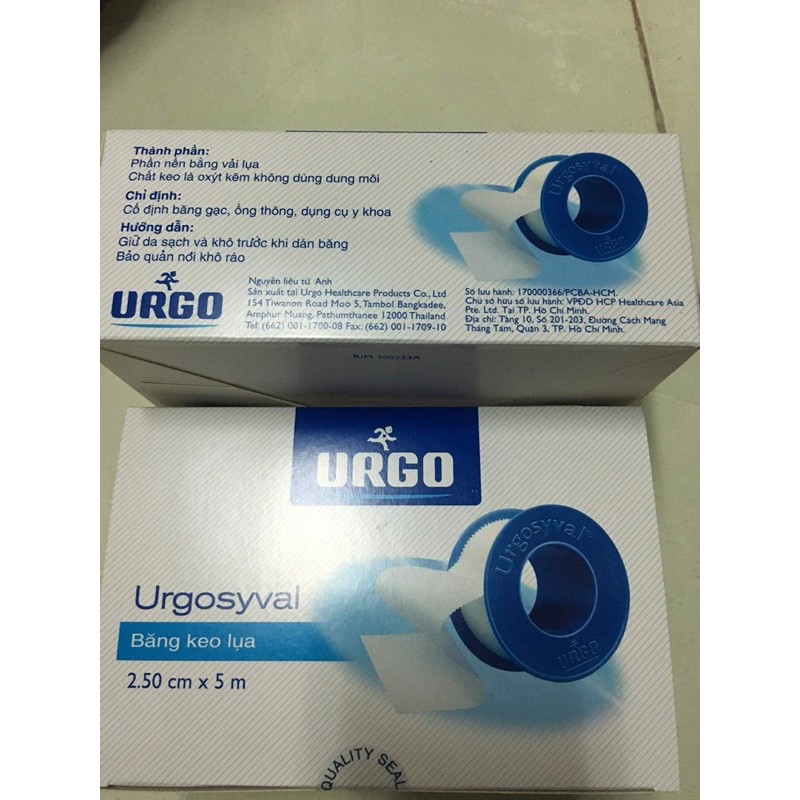 Thành phần:
Phần nền bằng vải lụa
Chất keo là oxýt kẽm không dùng dung môi
Chỉ định:
Cố định băng gạc, ống thông, dụng cụ y khoa
Hướng dẫn:
Giữ da sạch và khô trước khi dán băng
Bảo quản nơi khô ráo
URGO
Nguyên liệu từ Anh
Sản xuất tại Urgo Healthcare Products Co., Ltd
154 Tiwanon Road Moo 5, Tambol Bangkadee,
Amphur Muang, Pathumthanee 12000 Thailand
Tel: (662) 001-1700-08 Fax: (662) 001-1709-10
Số lưu hành: 170000366/PCBA-HCM.
Chủ sở hữu số lưu hành: VPĐD HCP Healthcare Asia
Pte. Ltd. Tại TP. Hồ Chí Minh.
Địa chỉ: Tầng 10, Số 201-203, Đường Cách Mạng
Tháng Tám, Quận 3, TP. Hồ Chí Minh.
Urgosyval
URGO
URGO
Urgosyval®
URGO
Urgosyval
Băng keo lụa
2.50 cm x 5 m
QUALITY SEAL